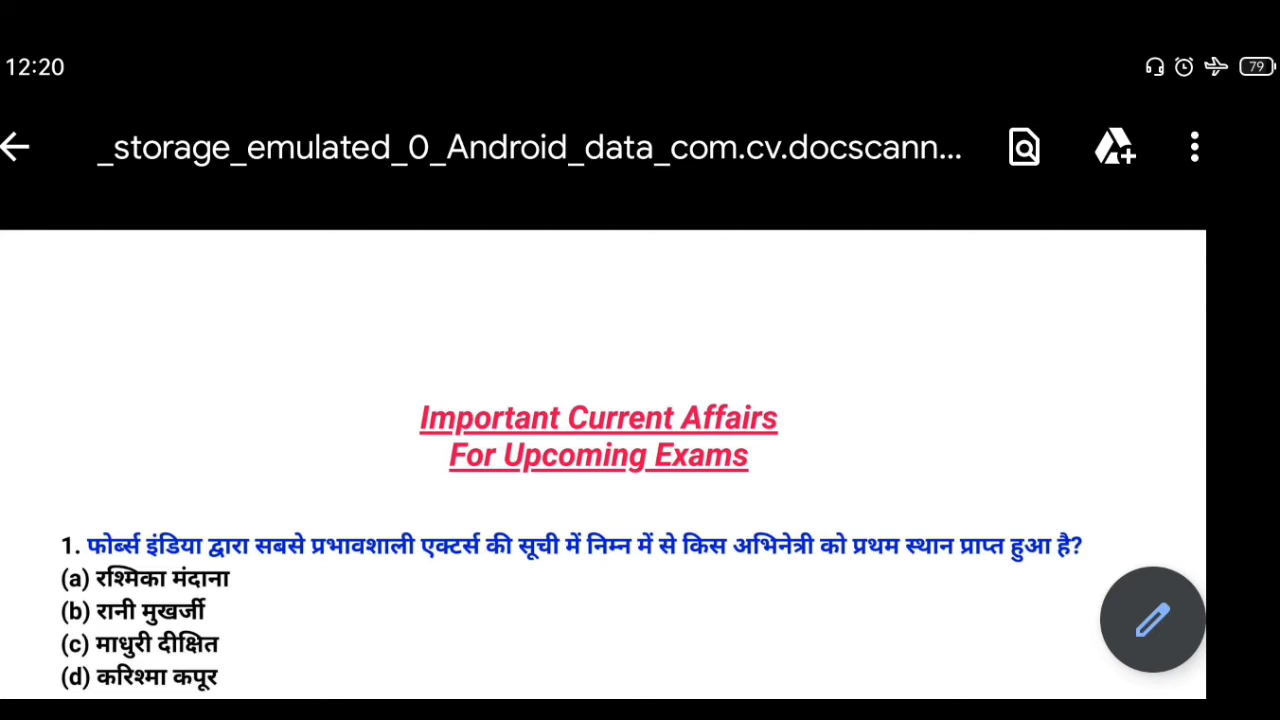 12:20
79
_storage_emulated_0_Android_data_com.cv.docscann...
Important Current Affairs
For Upcoming Exams
1. फोर्ब्स इंडिया द्वारा सबसे प्रभावशाली एक्टर्स की सूची में निम्न में से किस अभिनेत्री को प्रथम स्थान प्राप्त हुआ है?
(a) रश्मिका मंदाना
(b) रानी मुखर्जी
(c) माधुरी दीक्षित
(d) करिश्मा कपूर